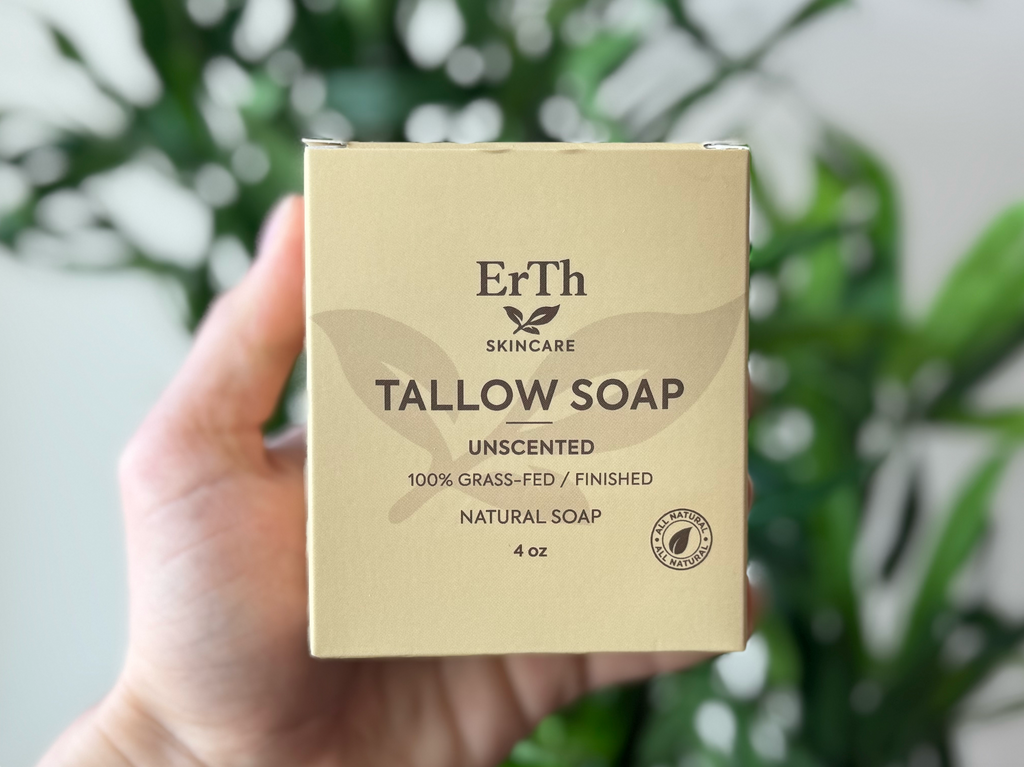 ErTh
SKINCARE
TALLOW SOAP
UNSCENTED
100% GRASS-FED / FINISHED
NATURAL SOAP
ALL NATURAL
ALL NATURAL
4 oz